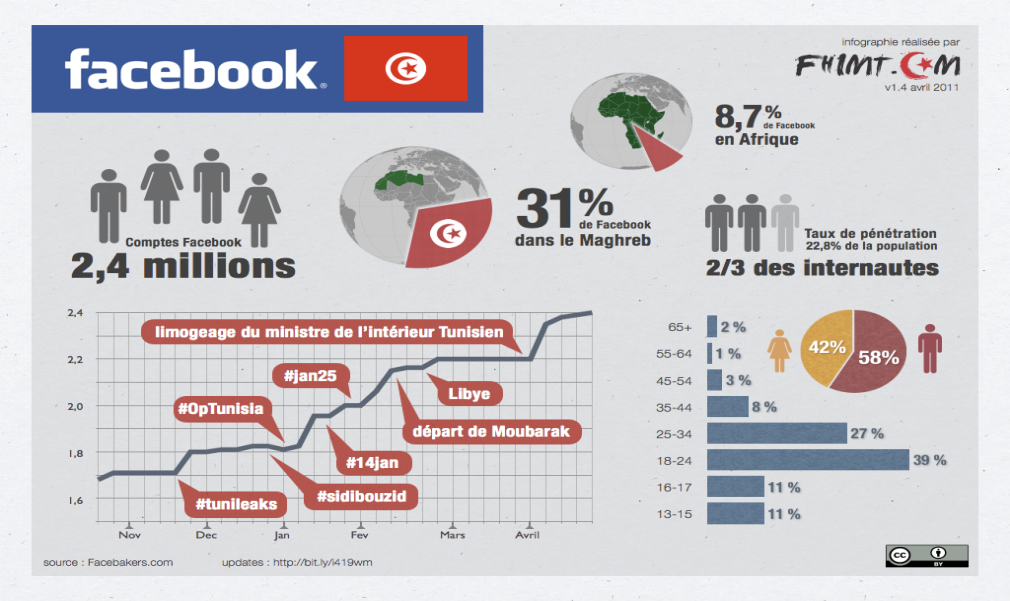 facebook®
infographie réalisée par
FHIMT.COM
v1.4 avril 2011
8,7%
de Facebook
en Afrique
31%
de Facebook
dans le Maghreb
Comptes Facebook
2,4 millions
Taux de pénétration
22,8% de la population
2/3 des internautes
2,4
2,2
2,0
1,8
1,6
limogeage du ministre de l'intérieur Tunisien
#jan25
Libye
#OpTunisia
départ de Moubarak
#14jan
#sidibouzid
#tunileaks
Nov
Dec
Jan
Fev
Mars
Avril
65+ 2 %
55-64 1 %
45-54 3 %
35-44 8 %
25-34 27 %
18-24 39 %
16-17 11 %
13-15 11 %
42%
58%
source : Facebakers.com
updates : http://bit.ly/i419wm
cc
BY